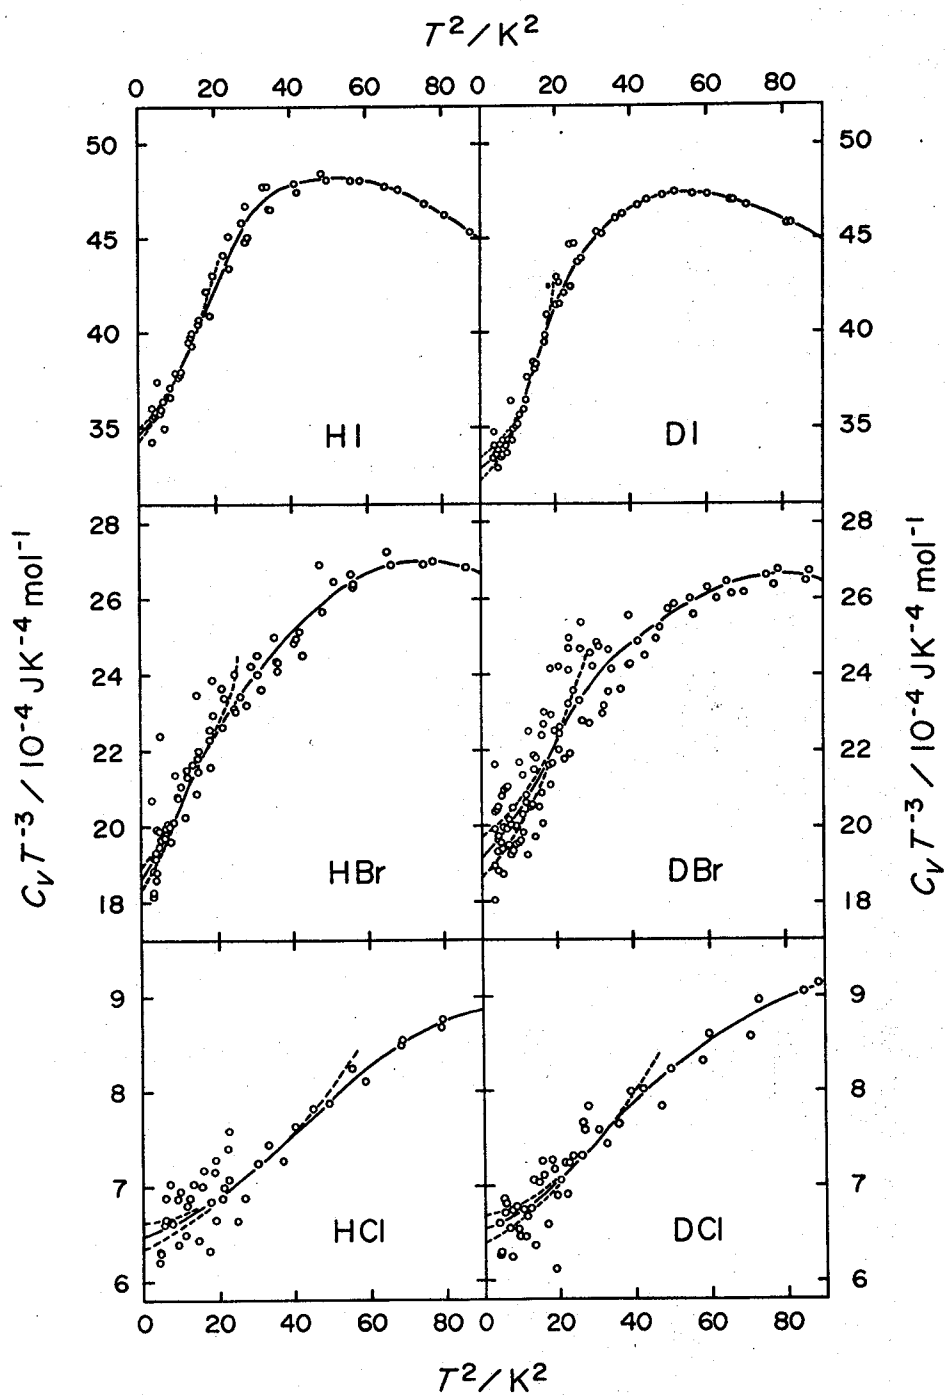 T²/K²
0 20 40 60 80 0 20 40 60 80
50 50
45 45
40 40
35 35
HI DI
28 28
26 26
24 24
22 22
20 20
18 18
HBr DBr
C_V T⁻³ / 10⁻⁴ JK⁻⁴ mol⁻¹
C_V T⁻³ / 10⁻⁴ JK⁻⁴ mol⁻¹
9 9
8 8
7 7
6 6
HCl DCl
0 20 40 60 80 0 20 40 60 80
T²/K²